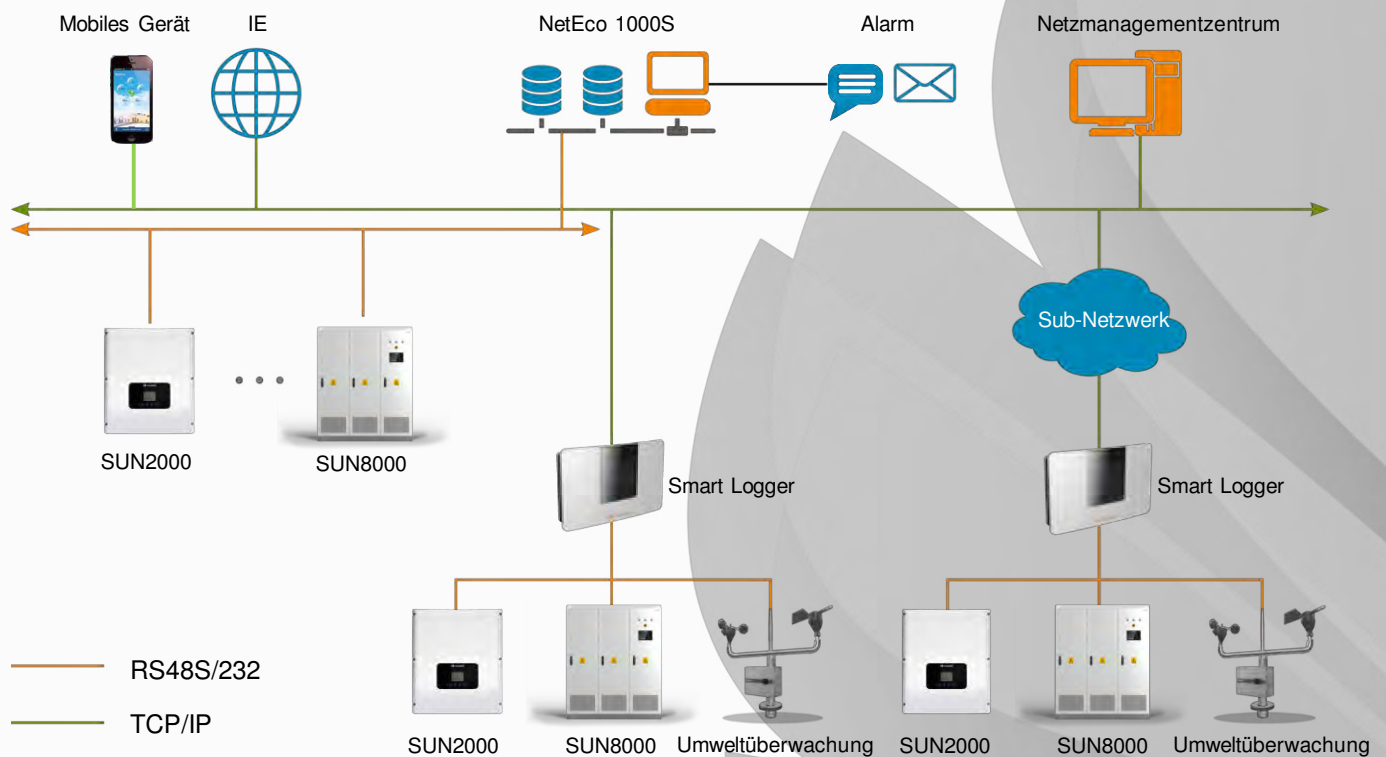 Mobiles Gerät
IE
NetEco 1000S
Alarm
Netzmanagementzentrum
Sub-Netzwerk
SUN2000
SUN8000
Smart Logger
Smart Logger
RS48S/232
TCP/IP
SUN2000
SUN8000
Umweltüberwachung
SUN2000
SUN8000
Umweltüberwachung